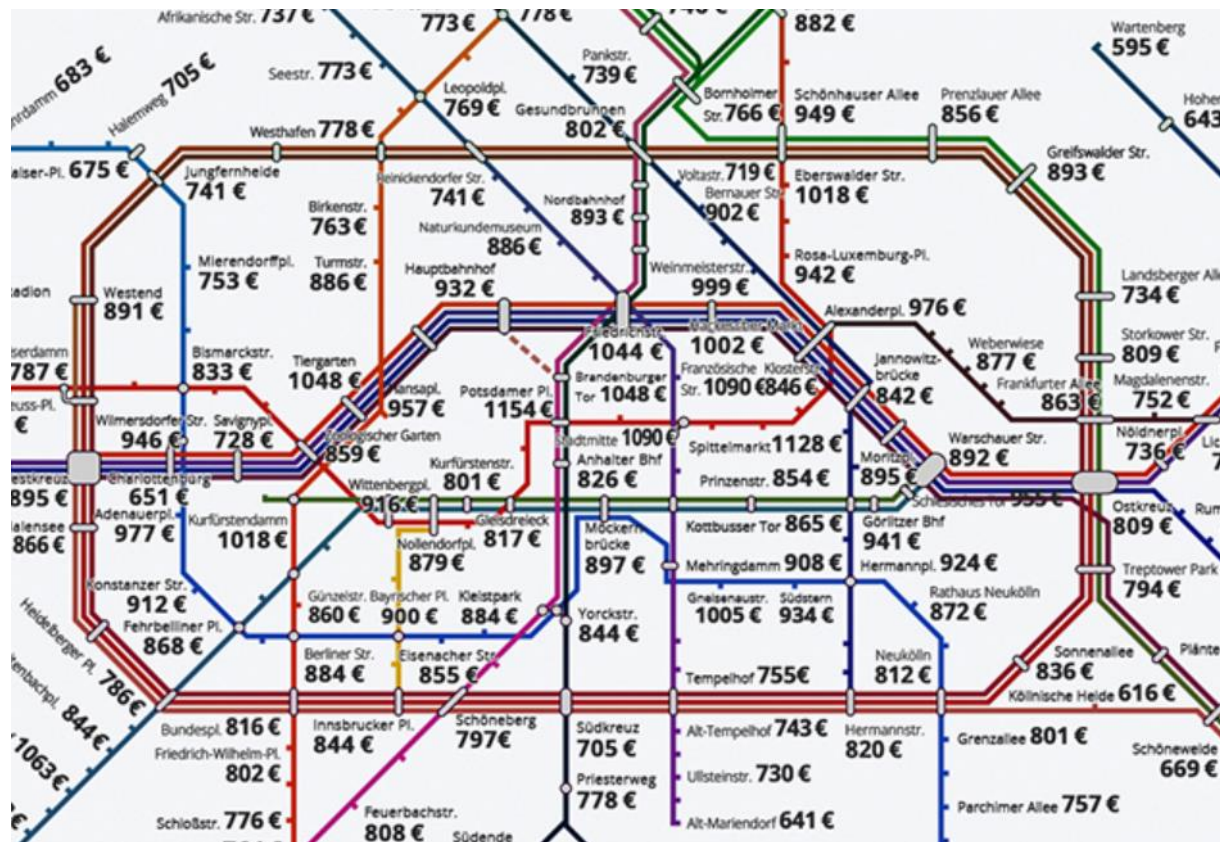 Afrikanische Str. 737 €
773 €
778 €
882 €
Wartenberg
595 €
683 €
Halemweg 705 €
Seestr. 773 €
Pankstr.
739 €
Leopoldpl.
769 €
Gesundbrunnen
802 €
Bornholmer
Str. 766 €
Schönhauser Allee
949 €
Prenzlauer Allee
856 €
643
Westhafen 778 €
Greifswalder Str.
893 €
675 €
Jungfernheide
741 €
Reinickendorfer Str.
741 €
Voltastr. 719 €
Bernauer Str.
902 €
Eberswalder Str.
1018 €
Birkenstr.
763 €
Nordbahnhof
893 €
Naturkundemuseum
886 €
Mierendorffpl.
753 €
Turmstr.
886 €
Hauptbahnhof
932 €
Weinmeisterstr.
999 €
Rosa-Luxemburg-Pl.
942 €
Landsberger
734 €
Westend
891 €
Alexanderpl. 976 €
Friedrichstr.
1044 €
Hackescher Markt
1002 €
Weberwiese
877 €
Storkower Str.
809 €
787 €
Bismarckstr.
833 €
Tiergarten
1048 €
Hansapl.
957 €
Potsdamer Pl.
1154 €
Brandenburger
Tor 1048 €
Französische
Str. 1090 €
Klosterstr.
846 €
Jannowitz-
brücke
842 €
Frankfurter Allee
863 €
Magdalenenstr.
752 €
€
Wilmersdorfer Str.
946 €
Savignypl.
728 €
Zoologischer Garten
859 €
Stadtmitte 1090 €
Spittelmarkt 1128 €
Warschauer Str.
892 €
Nöldnerpl.
736 €
895 €
Charlottenburg
651 €
Kurfürstenstr.
801 €
Anhalter Bhf
826 €
Prinzenstr. 854 €
Moritzpl.
895
Schlesisches Tor 955 €
Wittenbergpl.
916 €
Ostkreuz
809 €
866 €
Adenauerpl.
977 €
Kurfürstendamm
1018 €
Gleisdreieck
817 €
Möckern
brücke
897 €
Kottbusser Tor 865 €
Görlitzer Bhf
941 €
Nollendorfpl.
879 €
Mehringdamm 908 €
Hermannpl. 924 €
Treptower Park
794 €
Konstanzer Str.
912 €
Günzelstr.
860 €
Bayrischer Pl.
900 €
Kleistpark
884 €
Gneisenaustr.
1005 €
Südstern
934 €
Rathaus Neukölln
872 €
Fehrbelliner Pl.
868 €
Yorckstr.
844 €
Heidelberger Pl. 786 €
Berliner Str.
884 €
Eisenacher Str.
855 €
Tempelhof 755€
Neukölln
812 €
Sonnenallee
836 €
Köllnische Heide 616 €
844 €
1063 €
Bundespl. 816 €
Innsbrucker Pl.
844 €
Schöneberg
797€
Südkreuz
705 €
Alt-Tempelhof 743 €
Hermannstr.
820 €
Grenzallee 801 €
Schöneweide
669 €
Friedrich-Wilhelm-Pl.
802 €
Priesterweg
778 €
Ullsteinstr. 730 €
Schloßstr. 776 €
Feuerbachstr.
808 €
Südende
Alt-Mariendorf 641 €
Parchimer Allee 757 €